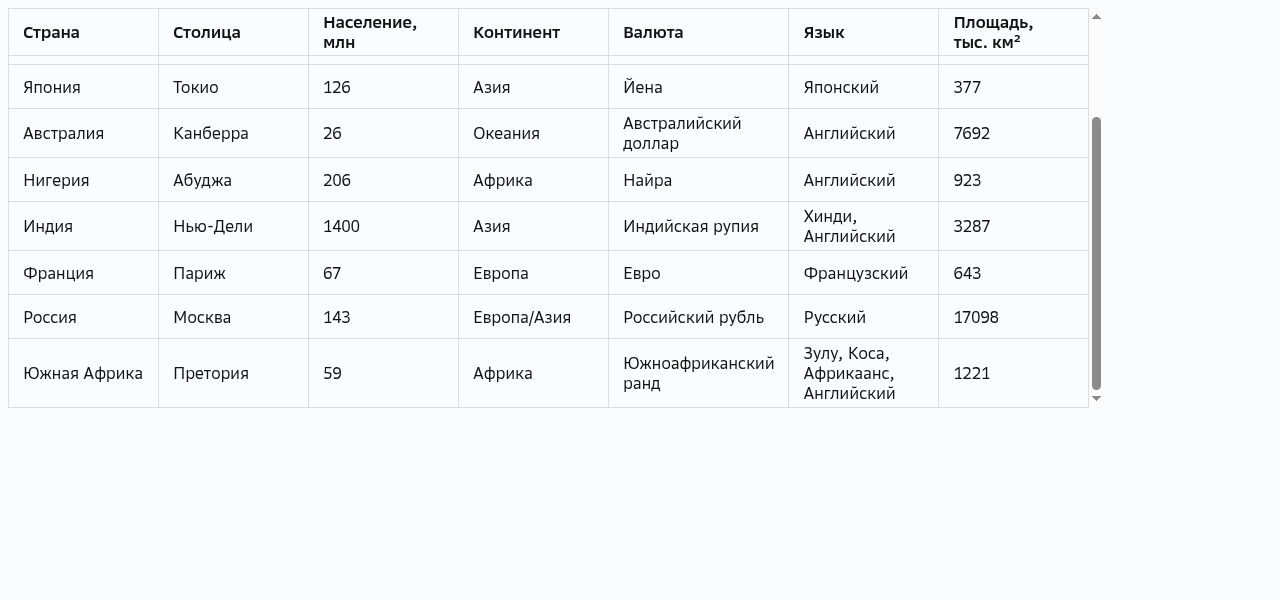 Страна Столица Население, млн Континент Валюта Язык Площадь, тыс. км²
Япония Токио 126 Азия Йена Японский 377
Австралия Канберра 26 Океания Австралийский доллар Английский 7692
Нигерия Абуджа 206 Африка Найра Английский 923
Индия Нью-Дели 1400 Азия Индийская рупия Хинди, Английский 3287
Франция Париж 67 Европа Евро Французский 643
Россия Москва 143 Европа/Азия Российский рубль Русский 17098
Южная Африка Претория 59 Африка Южноафриканский ранд Зулу, Коса, Африкаанс, Английский 1221